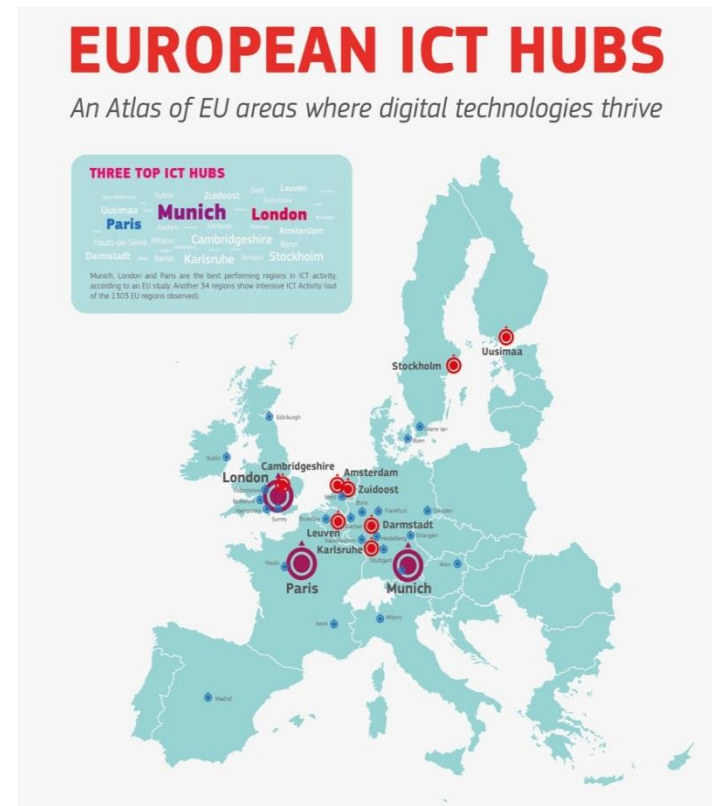 EUROPEAN ICT HUBS
An Atlas of EU areas where digital technologies thrive
THREE TOP ICT HUBS
Dublin Zuidoost Delft Leuven
Uusimaa Munich London
Paris Aachen Edinburgh Amsterdam
Hauts-de-Seine Milano Cambridgeshire Bonn
Darmstadt Wien Berlin Karlsruhe Stuttgart Stockholm
Munich, London and Paris are the best performing regions in ICT activity,
according to an EU study. Another 34 regions show intensive ICT Activity (out
of the 1303 EU regions observed).
Uusimaa
Stockholm
Edinburgh
Byen
Dublin
Cambridgeshire
Amsterdam
London
Zuidoost
Surrey
Bonn
Frankfurt
Dresden
Leuven
Darmstadt
Heidelberg
Erlangen
Karlsruhe
Stuttgart
Hauts
Wien
Paris
Munich
Milano
Madrid